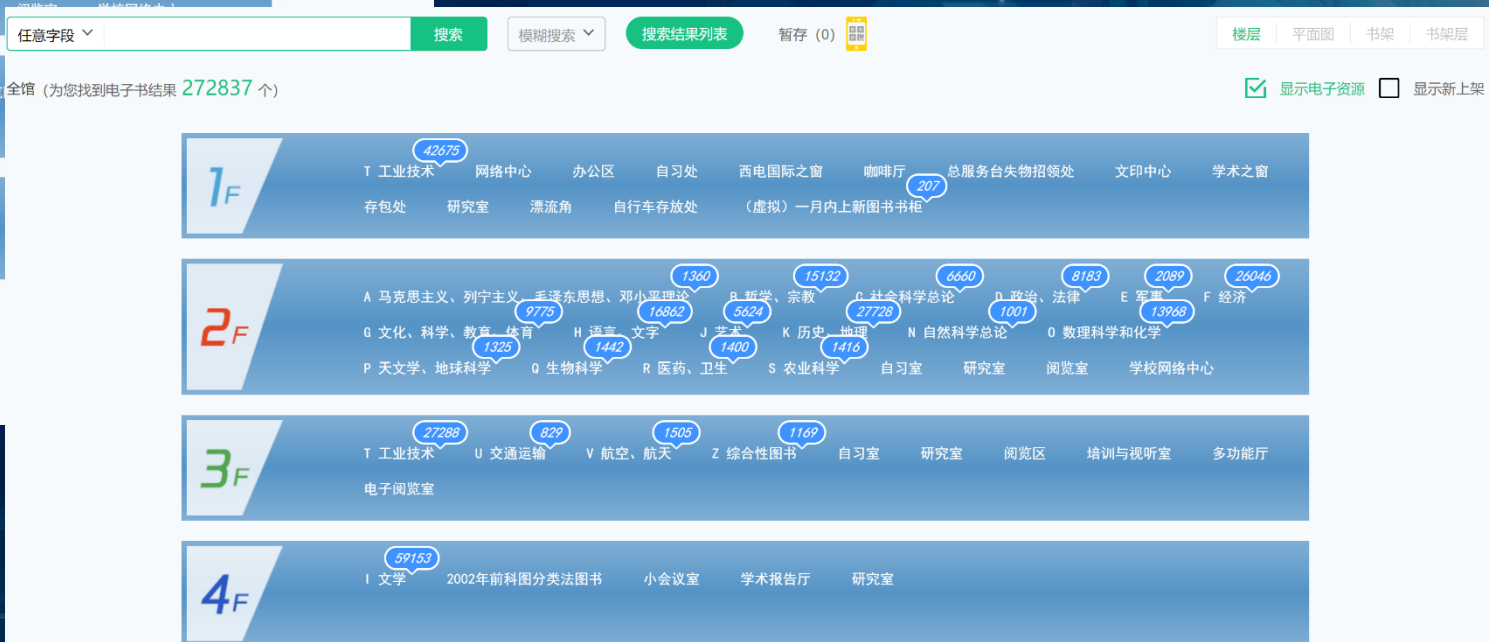 阅览室 学校网络中心
任意字段 搜索 模糊搜索 搜索结果列表 暂存 (0) 楼层 平面图 书架 书架层
全馆 (为您找到电子书结果 272837 个) 显示电子资源 显示新上架
42675
1F T 工业技术 网络中心 办公区 自习处 西电国际之窗 咖啡厅 总服务台失物招领处 文印中心 学术之窗
207
存包处 研究室 漂流角 自行车存放处 （虚拟）一月内上新图书书柜
1360 15132 6660 8183 2089 26046
A 马克思主义、列宁主义、毛泽东思想、邓小平理论 B 哲学、宗教 C 社会科学总论 D 政治、法律 E 军事 F 经济
9775 16862 5624 27728 1001 13968
2F G 文化、科学、教育、体育 H 语言、文字 J 艺术 K 历史、地理 N 自然科学总论 O 数理科学和化学
1325 1442 1400 1416
P 天文学、地球科学 Q 生物科学 R 医药、卫生 S 农业科学 自习室 研究室 阅览室 学校网络中心
27288 829 1505 1169
3F T 工业技术 U 交通运输 V 航空、航天 Z 综合性图书 自习室 研究室 阅览区 培训与视听室 多功能厅
电子阅览室
59153
4F I 文学 2002年前科图分类法图书 小会议室 学术报告厅 研究室